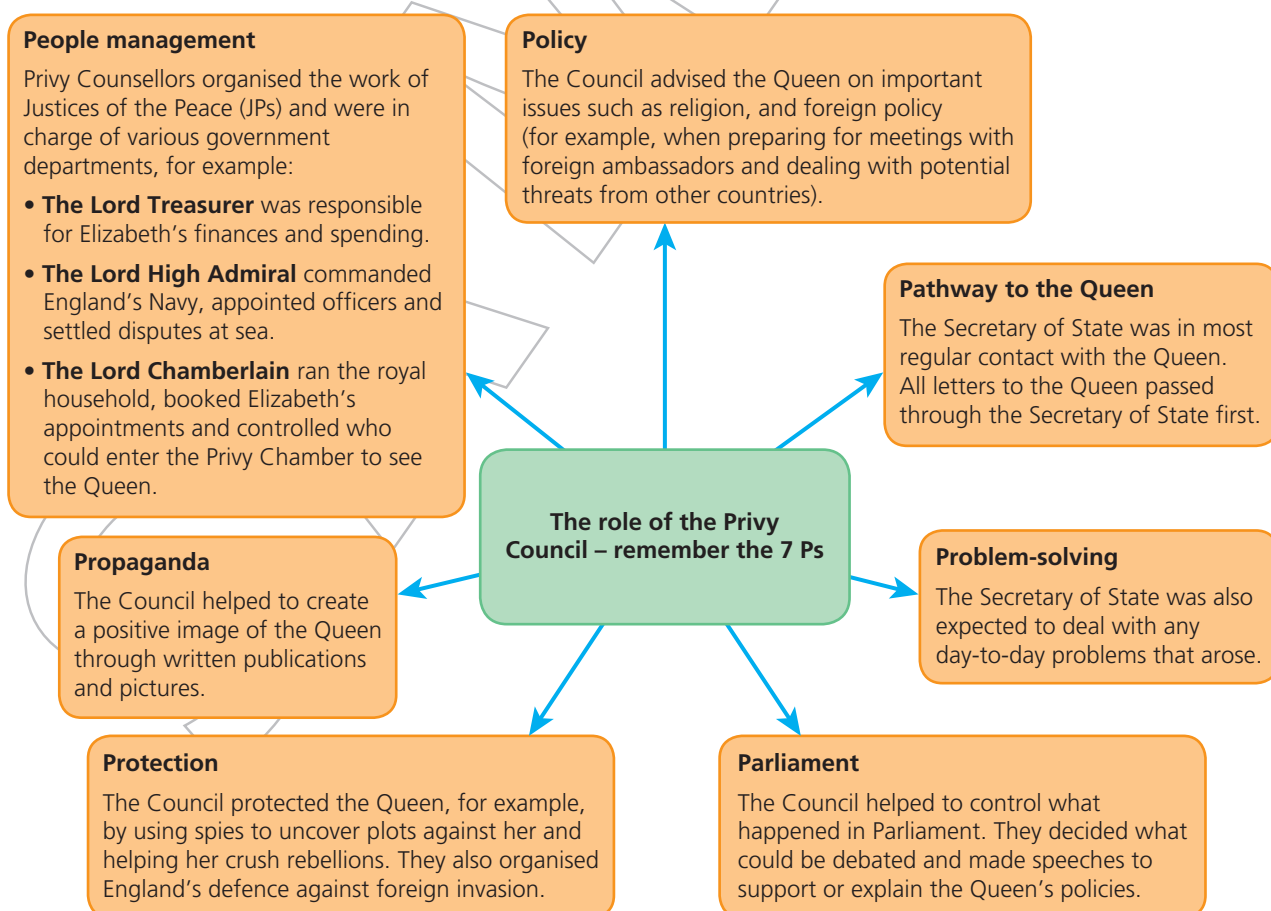 People management
Privy Counsellors organised the work of
Justices of the Peace (JPs) and were in
charge of various government
departments, for example:
• The Lord Treasurer was responsible
for Elizabeth’s finances and spending.
• The Lord High Admiral commanded
England’s Navy, appointed officers and
settled disputes at sea.
• The Lord Chamberlain ran the royal
household, booked Elizabeth’s
appointments and controlled who
could enter the Privy Chamber to see
the Queen.
Policy
The Council advised the Queen on important
issues such as religion, and foreign policy
(for example, when preparing for meetings with
foreign ambassadors and dealing with potential
threats from other countries).
Pathway to the Queen
The Secretary of State was in most
regular contact with the Queen.
All letters to the Queen passed
through the Secretary of State first.
The role of the Privy
Council – remember the 7 Ps
Propaganda
The Council helped to create
a positive image of the Queen
through written publications
and pictures.
Problem-solving
The Secretary of State was also
expected to deal with any
day-to-day problems that arose.
Protection
The Council protected the Queen, for example,
by using spies to uncover plots against her and
helping her crush rebellions. They also organised
England’s defence against foreign invasion.
Parliament
The Council helped to control what
happened in Parliament. They decided what
could be debated and made speeches to
support or explain the Queen’s policies.